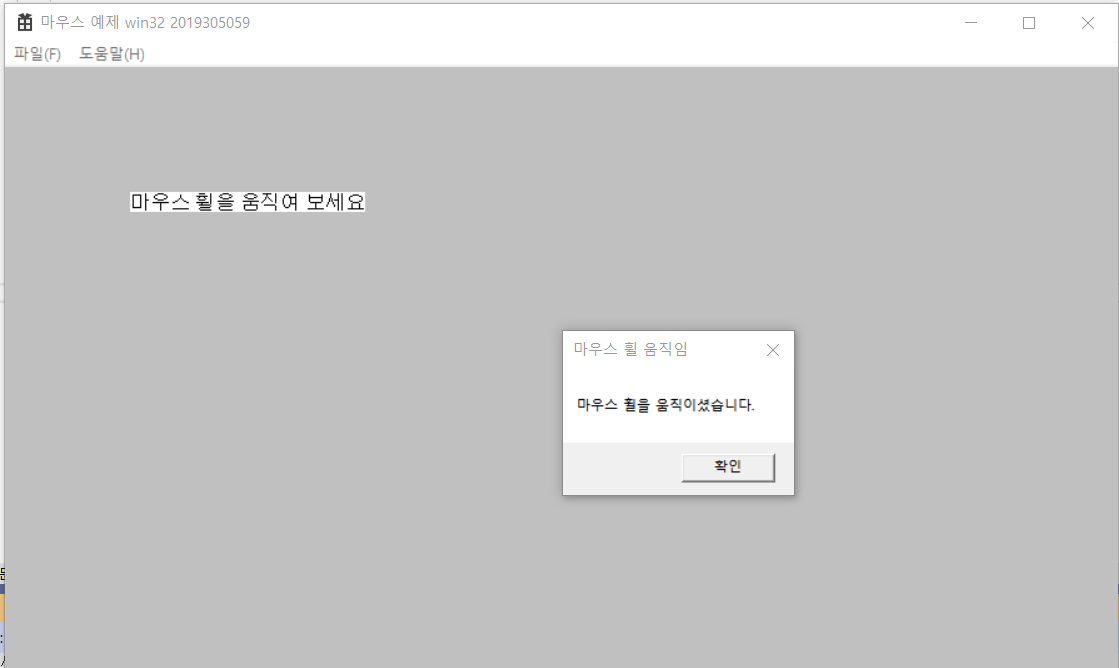 마우스 예제 win32 2019305059
파일(F) 도움말(H)
마우스 휠을 움직여 보세요
마우스 휠 움직임
마우스 휠을 움직이셨습니다.
확인